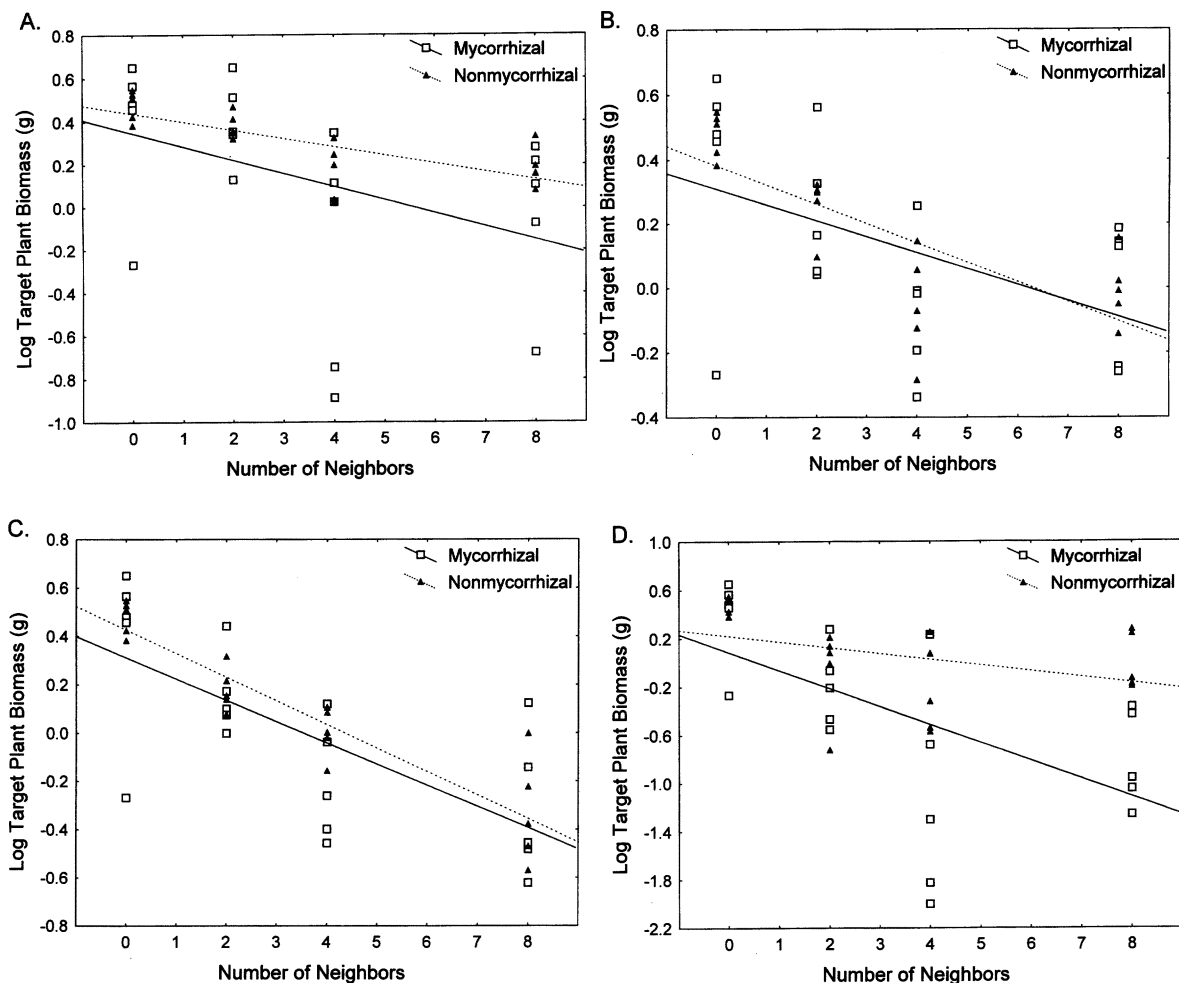 A.
0.8
0.6
0.4
0.2
0.0
-0.2
-0.4
-0.6
-0.8
-1.0
Log Target Plant Biomass (g)
Mycorrhizal
Nonmycorrhizal
0 1 2 3 4 5 6 7 8
Number of Neighbors
B.
0.8
0.6
0.4
0.2
0.0
-0.2
-0.4
Log Target Plant Biomass (g)
Mycorrhizal
Nonmycorrhizal
0 1 2 3 4 5 6 7 8
Number of Neighbors
C.
0.8
0.6
0.4
0.2
0.0
-0.2
-0.4
-0.6
-0.8
Log Target Plant Biomass (g)
Mycorrhizal
Nonmycorrhizal
0 1 2 3 4 5 6 7 8
Number of Neighbors
D.
1.0
0.6
0.2
-0.2
-0.6
-1.0
-1.4
-1.8
-2.2
Log Target Plant Biomass (g)
Mycorrhizal
Nonmycorrhizal
0 1 2 3 4 5 6 7 8
Number of Neighbors